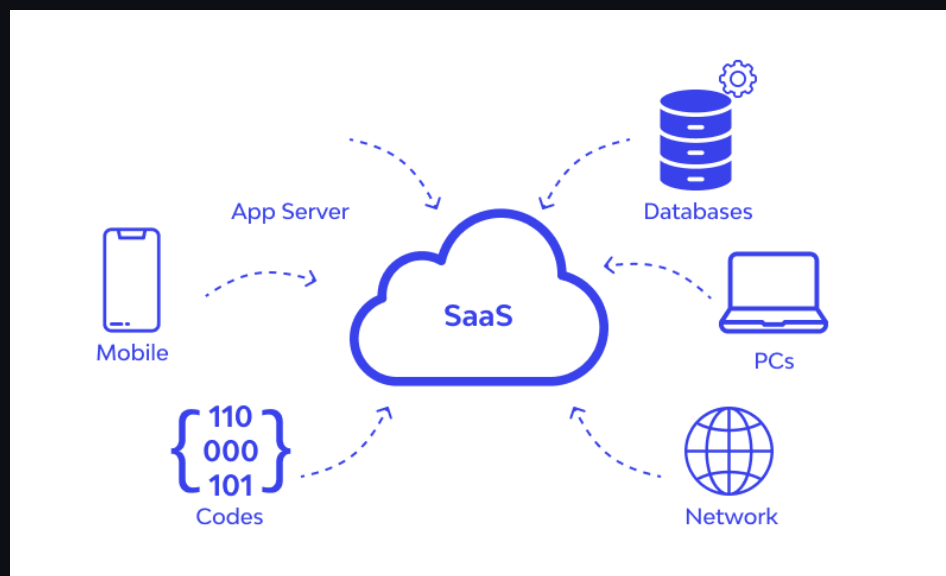 App Server
Databases
SaaS
Mobile
PCs
110
000
101
Codes
Network